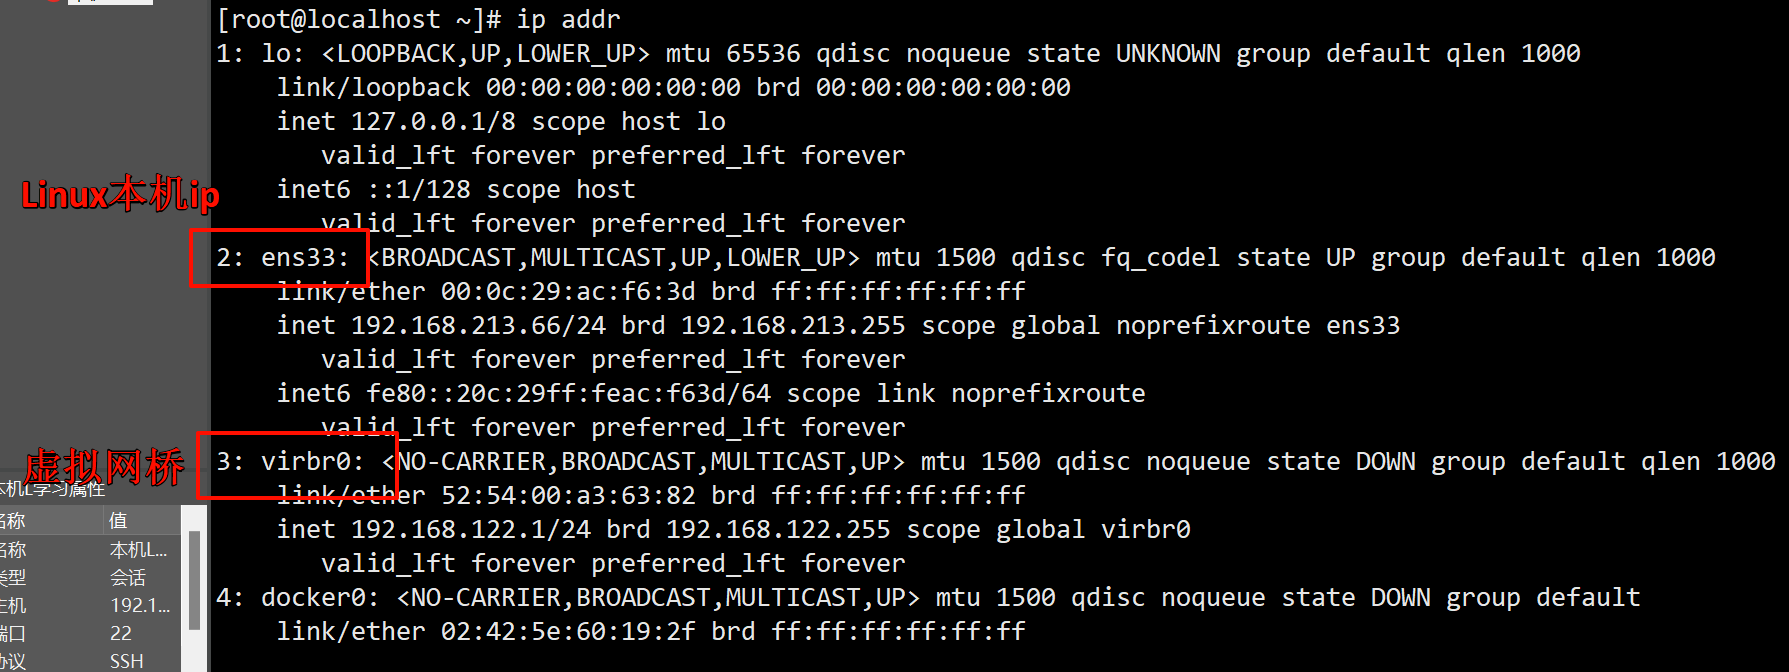 [root@localhost ~]# ip addr
1: lo: <LOOPBACK,UP,LOWER_UP> mtu 65536 qdisc noqueue state UNKNOWN group default qlen 1000
link/loopback 00:00:00:00:00:00 brd 00:00:00:00:00:00
inet 127.0.0.1/8 scope host lo
valid_lft forever preferred_lft forever
inet6 ::1/128 scope host
valid_lft forever preferred_lft forever
Linux本机ip
2: ens33: <BROADCAST,MULTICAST,UP,LOWER_UP> mtu 1500 qdisc fq_codel state UP group default qlen 1000
link/ether 00:0c:29:ac:f6:3d brd ff:ff:ff:ff:ff:ff
inet 192.168.213.66/24 brd 192.168.213.255 scope global noprefixroute ens33
valid_lft forever preferred_lft forever
inet6 fe80::20c:29ff:feac:f63d/64 scope link noprefixroute
valid_lft forever preferred_lft forever
虚拟网桥
3: virbr0: <NO-CARRIER,BROADCAST,MULTICAST,UP> mtu 1500 qdisc noqueue state DOWN group default qlen 1000
link/ether 52:54:00:a3:63:82 brd ff:ff:ff:ff:ff:ff
inet 192.168.122.1/24 brd 192.168.122.255 scope global virbr0
valid_lft forever preferred_lft forever
4: docker0: <NO-CARRIER,BROADCAST,MULTICAST,UP> mtu 1500 qdisc noqueue state DOWN group default
link/ether 02:42:5e:60:19:2f brd ff:ff:ff:ff:ff:ff
本机L学习属性
名称 值
名称 本机L...
类型 会话
主机 192.1...
端口 22
协议 SSH